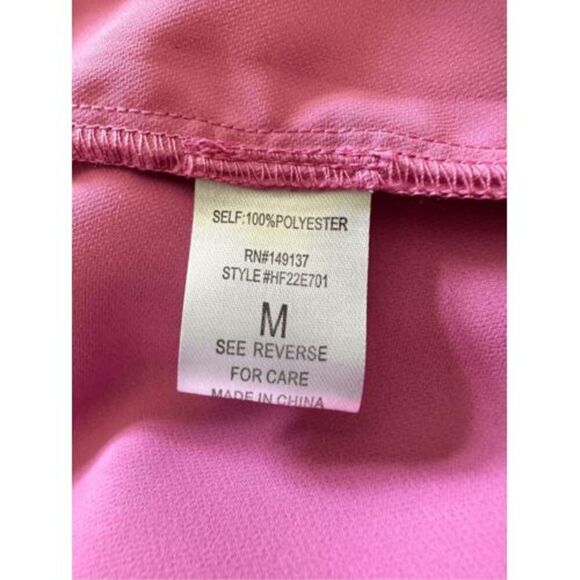 SELF:100%POLYESTER
RN#149137
STYLE#HF22E701
M
SEE REVERSE
FOR CARE
MADE IN CHINA